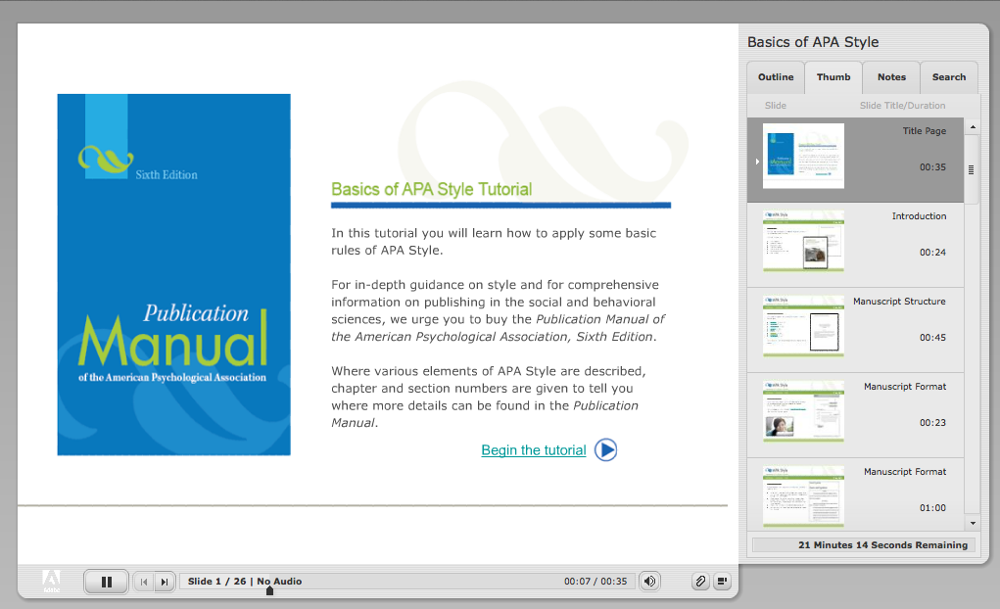 Sixth Edition
Publication
Manual
of the American Psychological Association
Basics of APA Style Tutorial
In this tutorial you will learn how to apply some basic
rules of APA Style.
For in-depth guidance on style and for comprehensive
information on publishing in the social and behavioral
sciences, we urge you to buy the Publication Manual of
the American Psychological Association, Sixth Edition.
Where various elements of APA Style are described,
chapter and section numbers are given to tell you
where more details can be found in the Publication
Manual.
Begin the tutorial
Slide 1 / 26 | No Audio
00:07 / 00:35
Basics of APA Style
Outline
Thumb
Notes
Search
Slide
Slide Title/Duration
Title Page
00:35
Introduction
00:24
Manuscript Structure
00:45
Manuscript Format
00:23
Manuscript Format
01:00
21 Minutes 14 Seconds Remaining